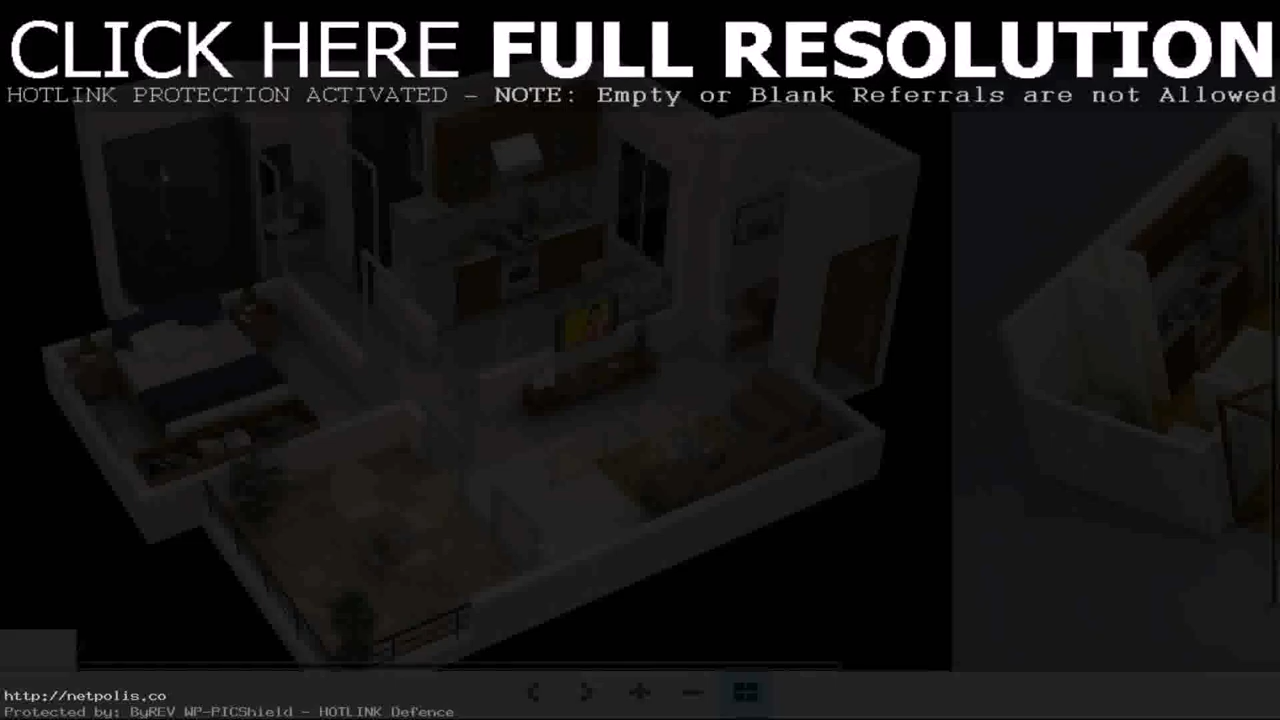 CLICK HERE FULL RESOLUTION
HOTLINK PROTECTION ACTIVATED - NOTE: Empty or Blank Referrals are not Allowed
http://netpolis.co
Protected by: ByREV WP-PICShield - HOTLINK Defence